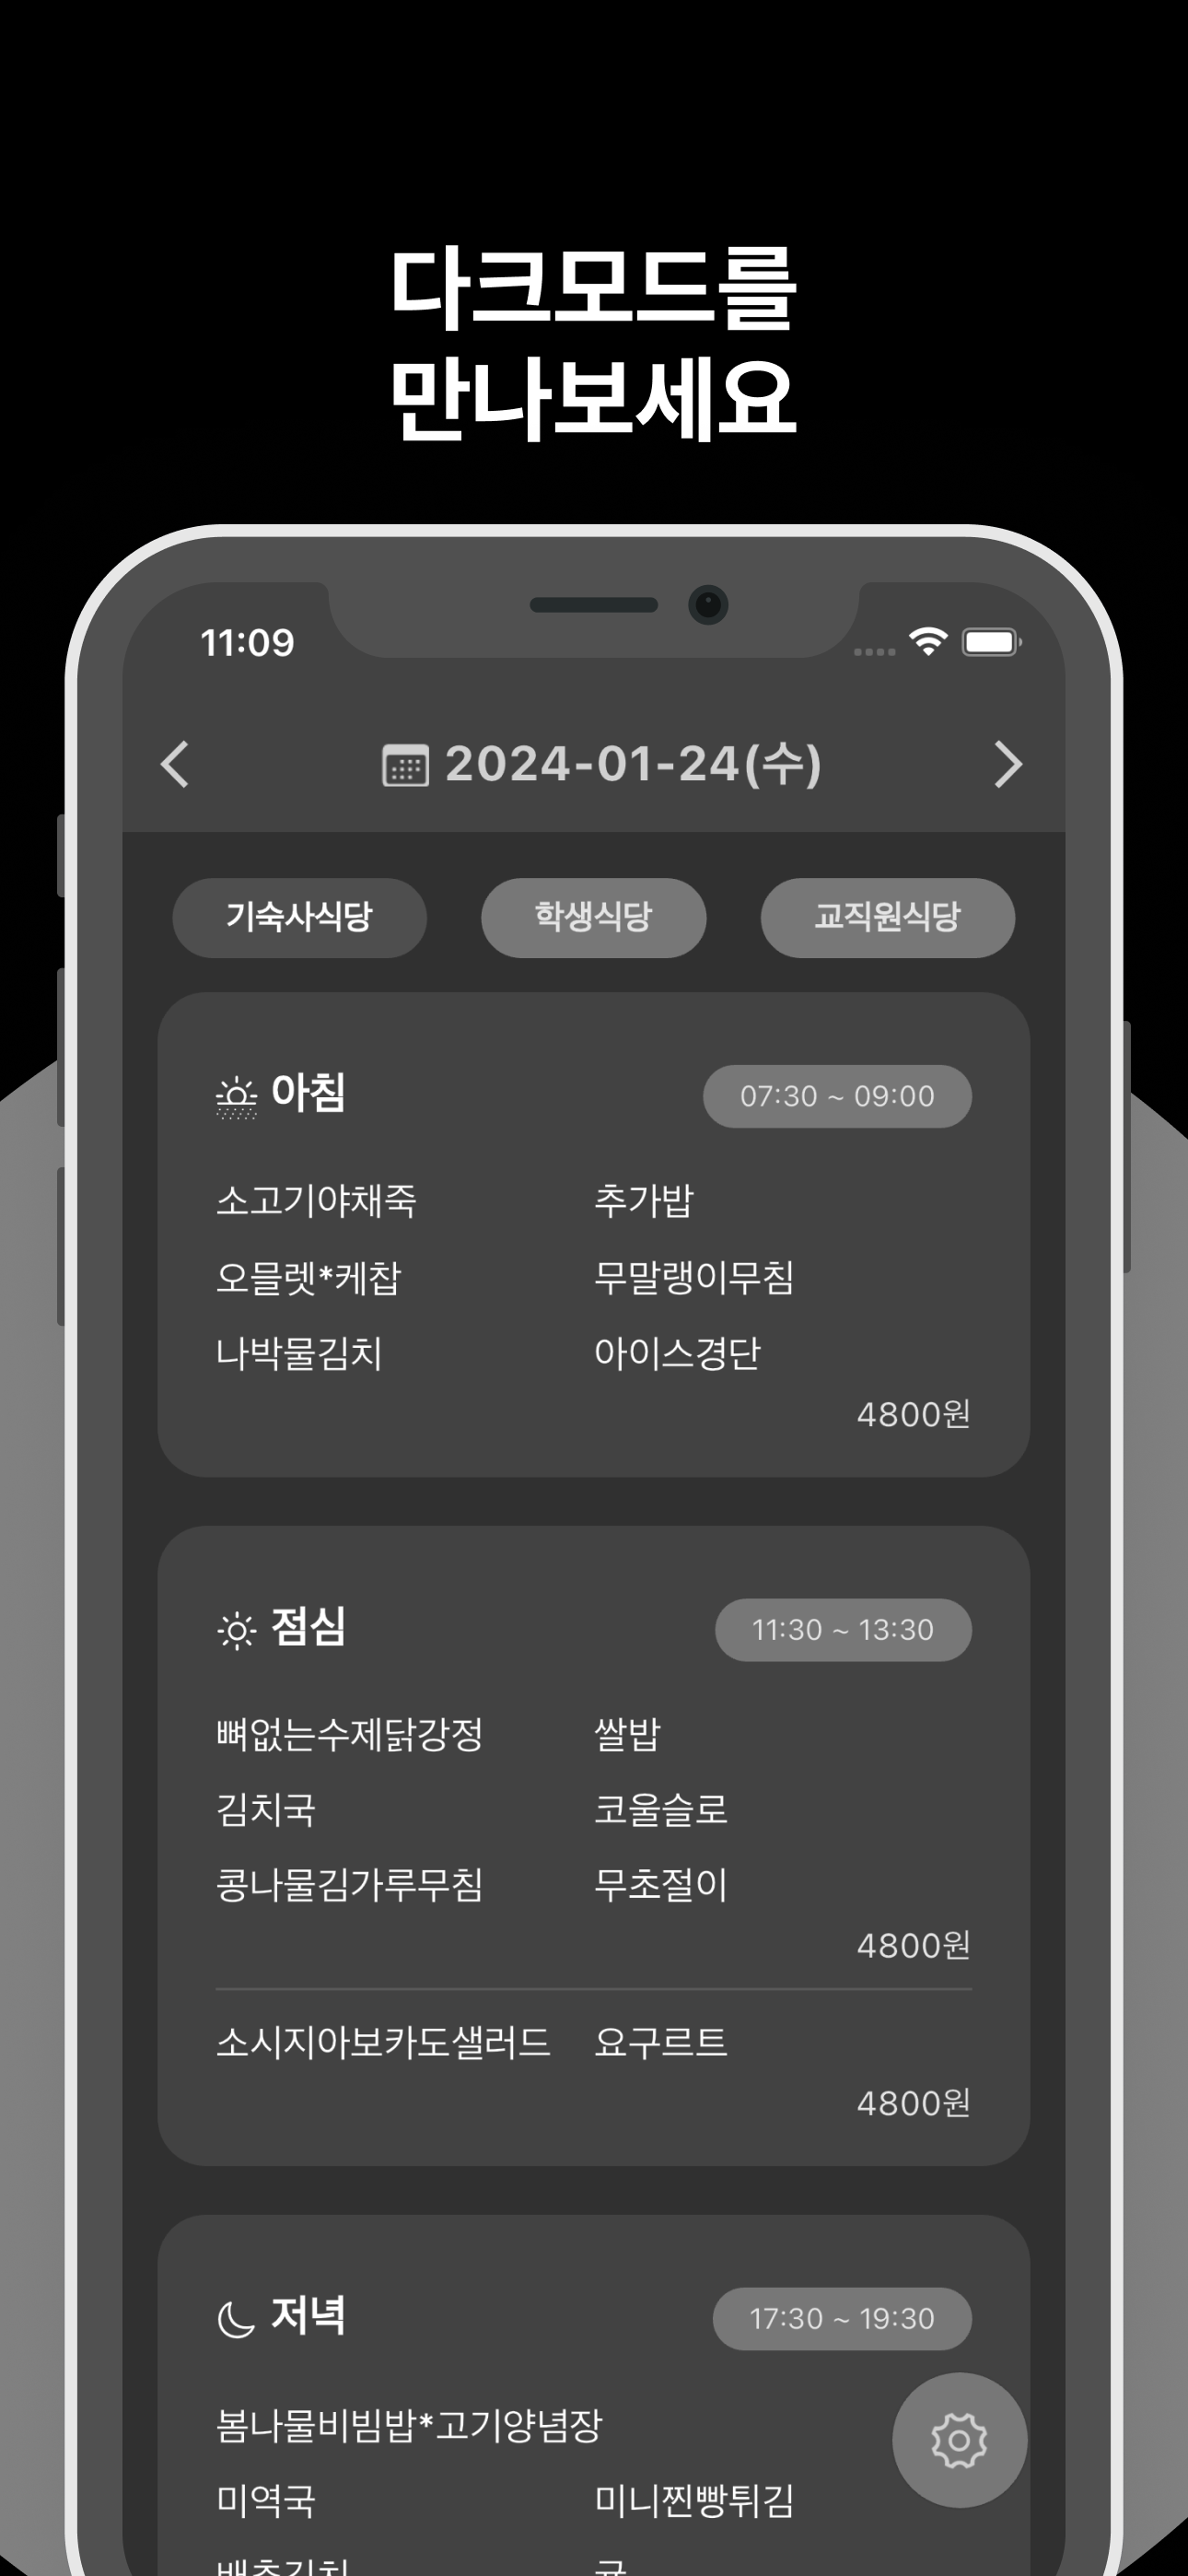 다크모드를
만나보세요
11:09
2024-01-24(수)
기숙사식당 학생식당 교직원식당
아침 07:30 ~ 09:00
소고기야채죽 추가밥
오믈렛*케찹 무말랭이무침
나박물김치 아이스경단
4800원
점심 11:30 ~ 13:30
뼈없는수제닭강정 쌀밥
김치국 코울슬로
콩나물김가루무침 무초절이
4800원
소시지아보카도샐러드 요구르트
4800원
저녁 17:30 ~ 19:30
봄나물비빔밥*고기양념장
미역국 미니찐빵튀김